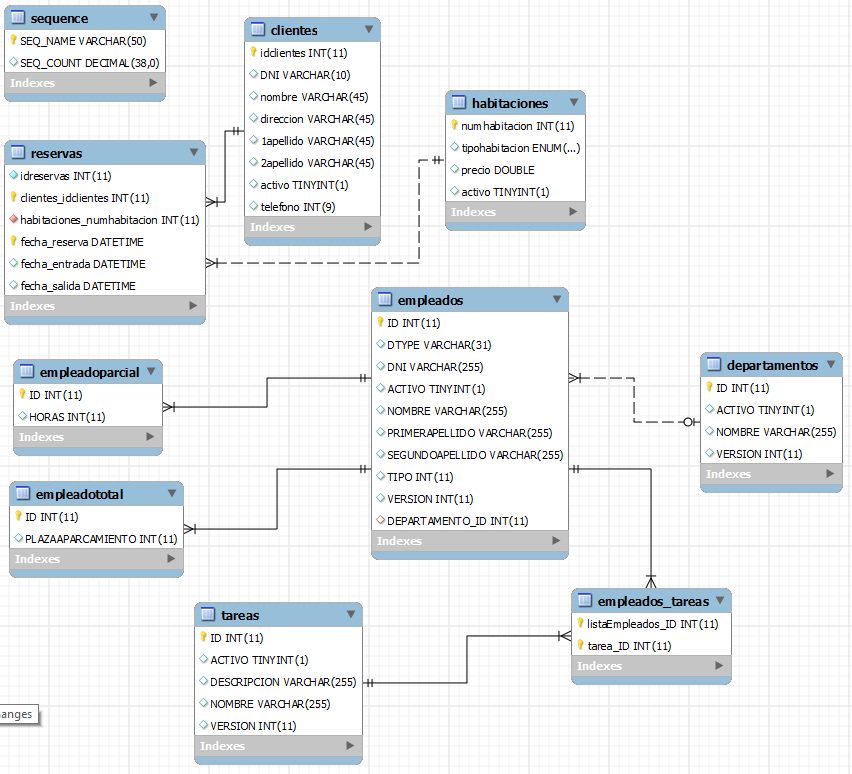 sequence
SEQ_NAME VARCHAR(50)
SEQ_COUNT DECIMAL(38,0)
Indexes
clientes
idclientes INT(11)
DNI VARCHAR(10)
nombre VARCHAR(45)
direccion VARCHAR(45)
1apellido VARCHAR(45)
2apellido VARCHAR(45)
activo TINYINT(1)
telefono INT(9)
Indexes
habitaciones
numhabitacion INT(11)
tipohabitacion ENUM(...)
precio DOUBLE
activo TINYINT(1)
Indexes
reservas
idreservas INT(11)
clientes_idclientes INT(11)
habitaciones_numhabitacion INT(11)
fecha_reserva DATETIME
fecha_entrada DATETIME
fecha_salida DATETIME
Indexes
empleados
ID INT(11)
DTYPE VARCHAR(31)
DNI VARCHAR(255)
ACTIVO TINYINT(1)
NOMBRE VARCHAR(255)
PRIMERAPELLIDO VARCHAR(255)
SEGUNDOAPELLIDO VARCHAR(255)
TIPO INT(11)
VERSION INT(11)
DEPARTAMENTO_ID INT(11)
Indexes
empleadoparcial
ID INT(11)
HORAS INT(11)
Indexes
departamentos
ID INT(11)
ACTIVO TINYINT(1)
NOMBRE VARCHAR(255)
VERSION INT(11)
Indexes
empleadototal
ID INT(11)
PLAZAAPARCAMIENTO INT(11)
Indexes
tareas
ID INT(11)
ACTIVO TINYINT(1)
DESCRIPCION VARCHAR(255)
NOMBRE VARCHAR(255)
VERSION INT(11)
Indexes
empleados_tareas
listaEmpleados_ID INT(11)
tarea_ID INT(11)
Indexes
anges